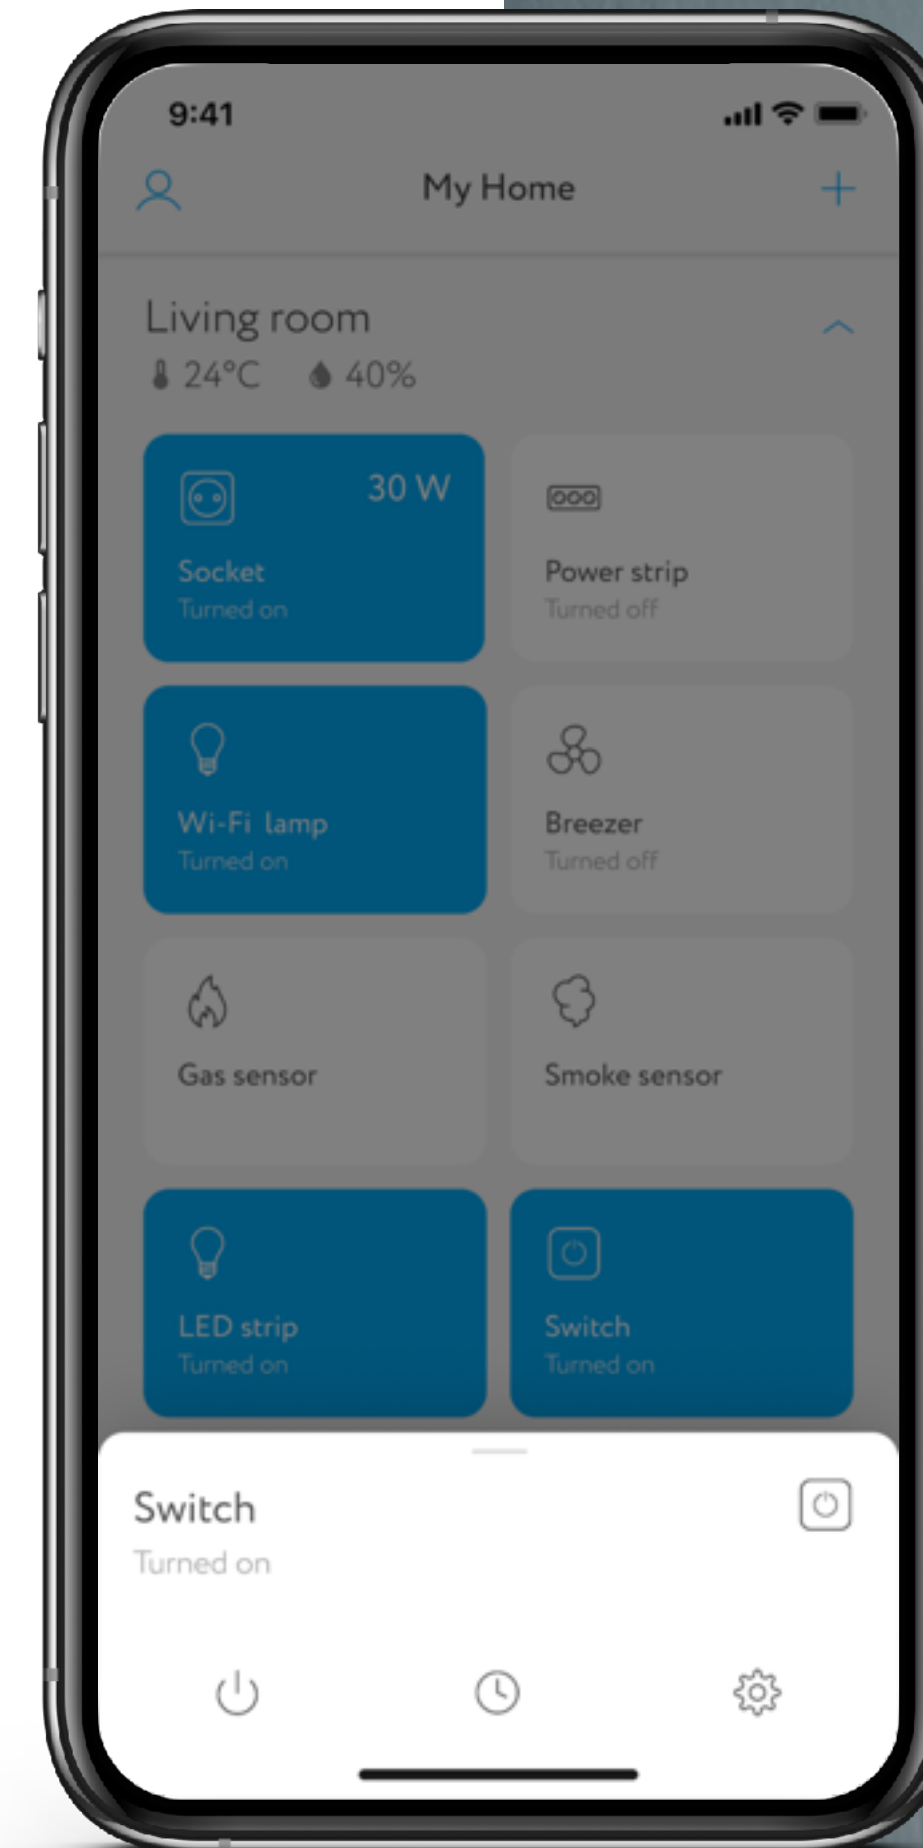 9:41
My Home
Living room
24°C 40%
30 W
Socket
Turned on
Power strip
Turned off
Wi-Fi lamp
Turned on
Breezer
Turned off
Gas sensor
Smoke sensor
LED strip
Turned on
Switch
Turned on
Switch
Turned on